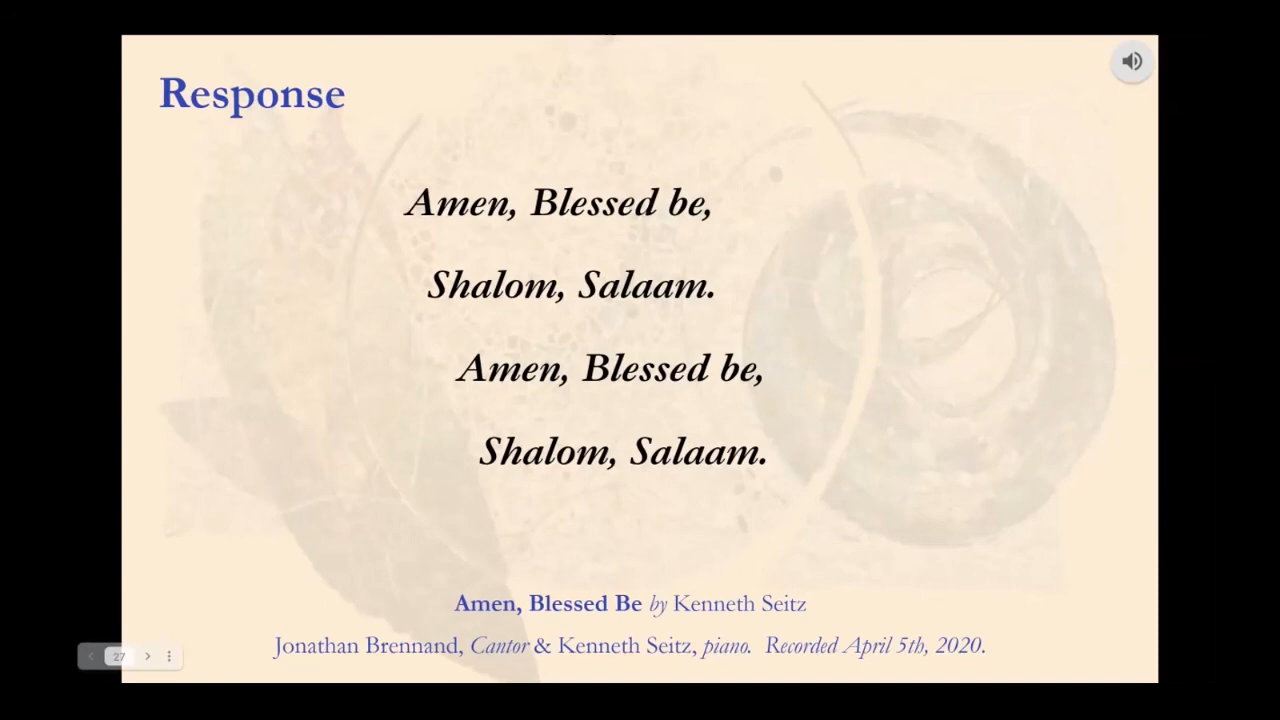 Response
Amen, Blessed be,
Shalom, Salaam.
Amen, Blessed be,
Shalom, Salaam.
Amen, Blessed Be by Kenneth Seitz
Jonathan Brennand, Cantor & Kenneth Seitz, piano. Recorded April 5th, 2020.
27